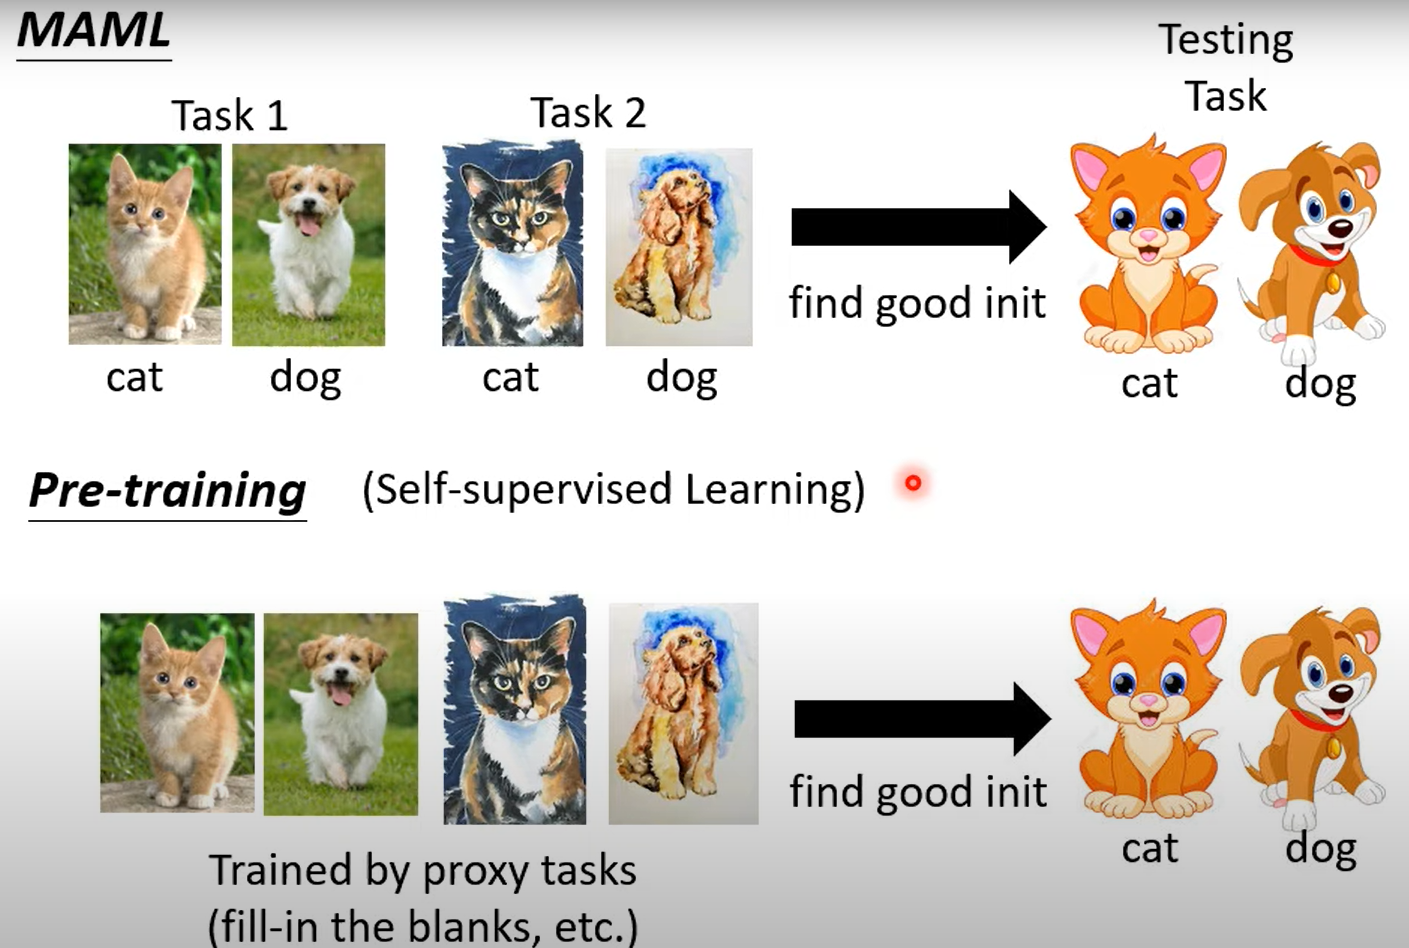 MAML
Testing
Task
Task 1
Task 2
find good init
cat
dog
cat
dog
cat
dog
Pre-training (Self-supervised Learning)
find good init
cat
dog
Trained by proxy tasks
(fill-in the blanks, etc.)